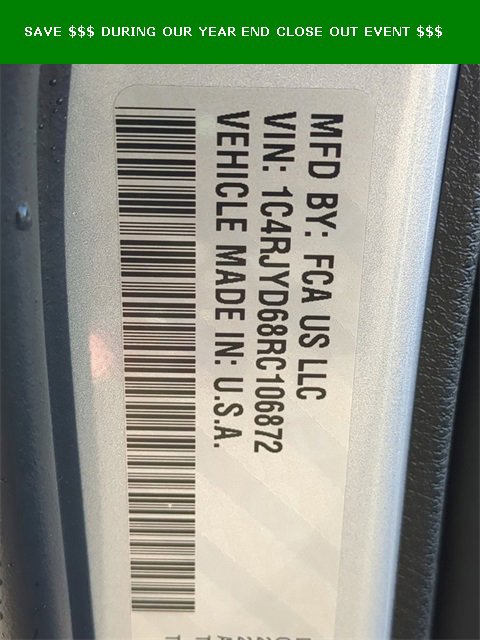 SAVE $$$ DURING OUR YEAR END CLOSE OUT EVENT $$$
MFD BY: FCA US LLC
VIN: 1C4RJYD68RC106872
VEHICLE MADE IN: U.S.A.